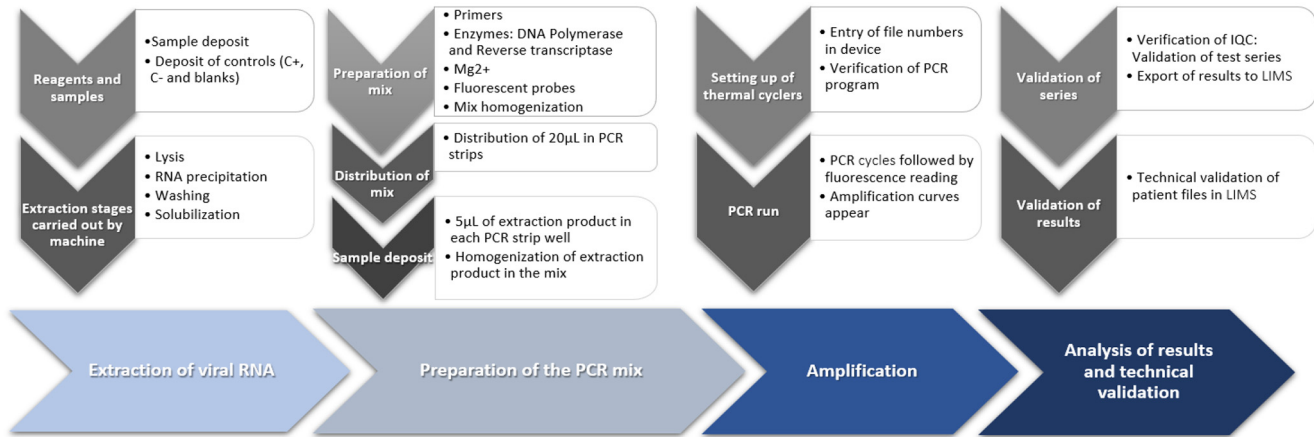 Reagents and
samples
•Sample deposit
• Deposit of controls (C+,
C- and blanks)
Extraction stages
carried out by
machine
• Lysis
• RNA precipitation
• Washing
• Solubilization
Extraction of viral RNA
Preparation of
mix
• Primers
• Enzymes: DNA Polymerase
and Reverse transcriptase
• Mg2+
• Fluorescent probes
• Mix homogenization
Distribution of
mix
• Distribution of 20µL in PCR
strips
Sample deposit
• 5µL of extraction product in
each PCR strip well
• Homogenization of extraction
product in the mix
Preparation of the PCR mix
Setting up of
thermal cyclers
• Entry of file numbers
in device
• Verification of PCR
program
PCR run
• PCR cycles followed by
fluorescence reading
• Amplification curves
appear
Amplification
Validation of
series
• Verification of IQC:
Validation of test series
• Export of results to LIMS
Validation of
results
• Technical validation of
patient files in LIMS
Analysis of results
and technical
validation